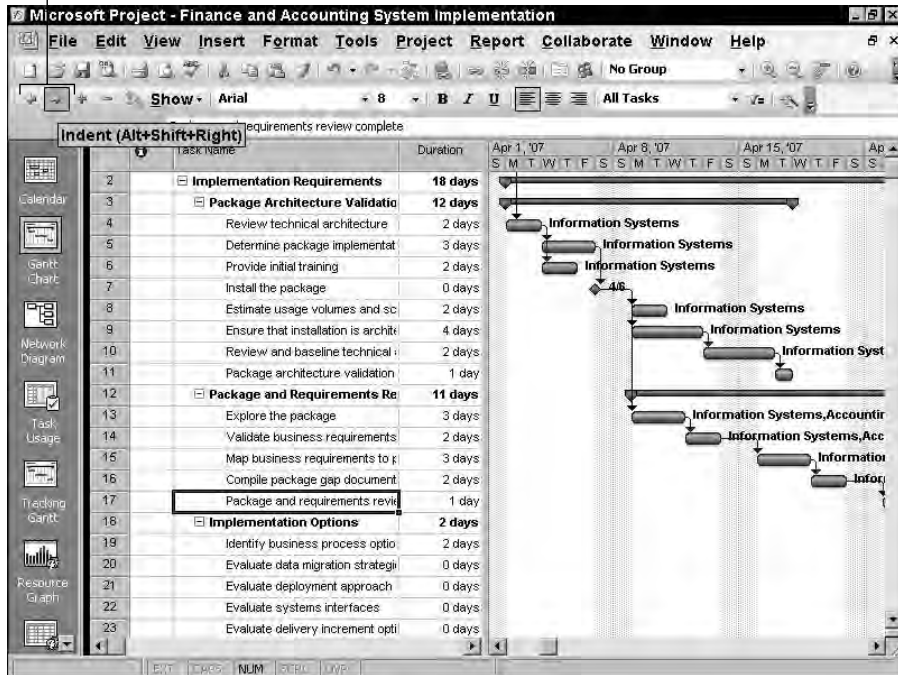 Microsoft Project - Finance and Accounting System Implementation
File Edit View Insert Format Tools Project Report Collaborate Window Help
No Group
Show Arial 8 B I U All Tasks
Indent (Alt+Shift+Right)
equirements review complete
Task Name Duration Apr 1, '07 Apr 8, '07 Apr 15, '07 Ap
S M T W T F S S M T W T F S S M T W T F S S
2 Implementation Requirements 18 days
3 Package Architecture Validatio 12 days
4 Review technical architecture 2 days Information Systems
5 Determine package implementat 3 days Information Systems
6 Provide initial training 2 days Information Systems
7 Install the package 0 days 4/6
8 Estimate usage volumes and sc 2 days Information Systems
9 Ensure that installation is archite 4 days Information Systems
10 Review and baseline technical 2 days Information Syst
11 Package architecture validation 1 day
12 Package and Requirements Re 11 days
13 Explore the package 3 days Information Systems,Accountin
14 Validate business requirements 2 days Information Systems,Acc
15 Map business requirements to p 3 days Information
16 Compile package gap document 2 days Infor
17 Package and requirements revie 1 day
18 Implementation Options 2 days
19 Identify business process optio 2 days
20 Evaluate data migration strategi 0 days
21 Evaluate deployment approach 0 days
22 Evaluate systems interfaces 0 days
23 Evaluate delivery increment opti 0 days
Calendar
Gantt
Chart
Network
Diagram
Task
Usage
Tracking
Gantt
Resource
Graph
EXT CAPS NUM SCRL OVR